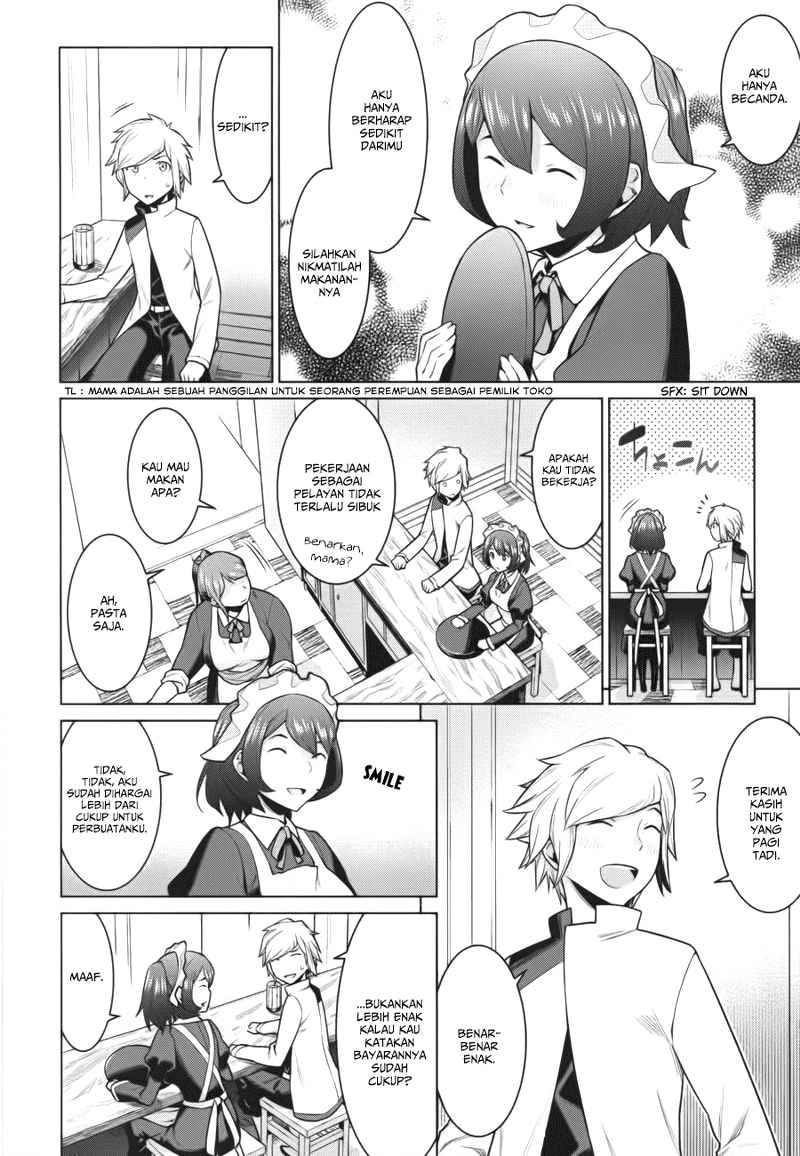 AKU
HANYA
BECANDA.
AKU
HANYA
BERHARAP
SEDIKIT
DARIMU
SILAHKAN
NIKMATILAH
MAKANAN-
NYA
...
SEDIKIT?
TL : MAMA ADALAH SEBUAH PANGGILAN UNTUK SEORANG PEREMPUAN SEBAGAI PEMILIK TOKO
SFX: SIT DOWN
ちょこん
APAKAH
KAU TIDAK
BEKERJA?
PEKERJAAN
SEBAGAI
PELAYAN TIDAK
TERLALU SIBUK
Benarkan,
mama?
KAU MAU
MAKAN
APA?
AH,
PASTA
SAJA.
TERIMA
KASIH
UNTUK
YANG
PAGI
TADI.
BENAR-
BENAR
ENAK.
SMILE
TIDAK,
TIDAK, AKU
SUDAH DIHARGAI
LEBIH DARI
CUKUP UNTUK
PERBUATANKU.
...BUKANKAN
LEBIH ENAK
KALAU KAU
KATAKAN
BAYARANNYA
SUDAH
CUKUP?
MAAF.